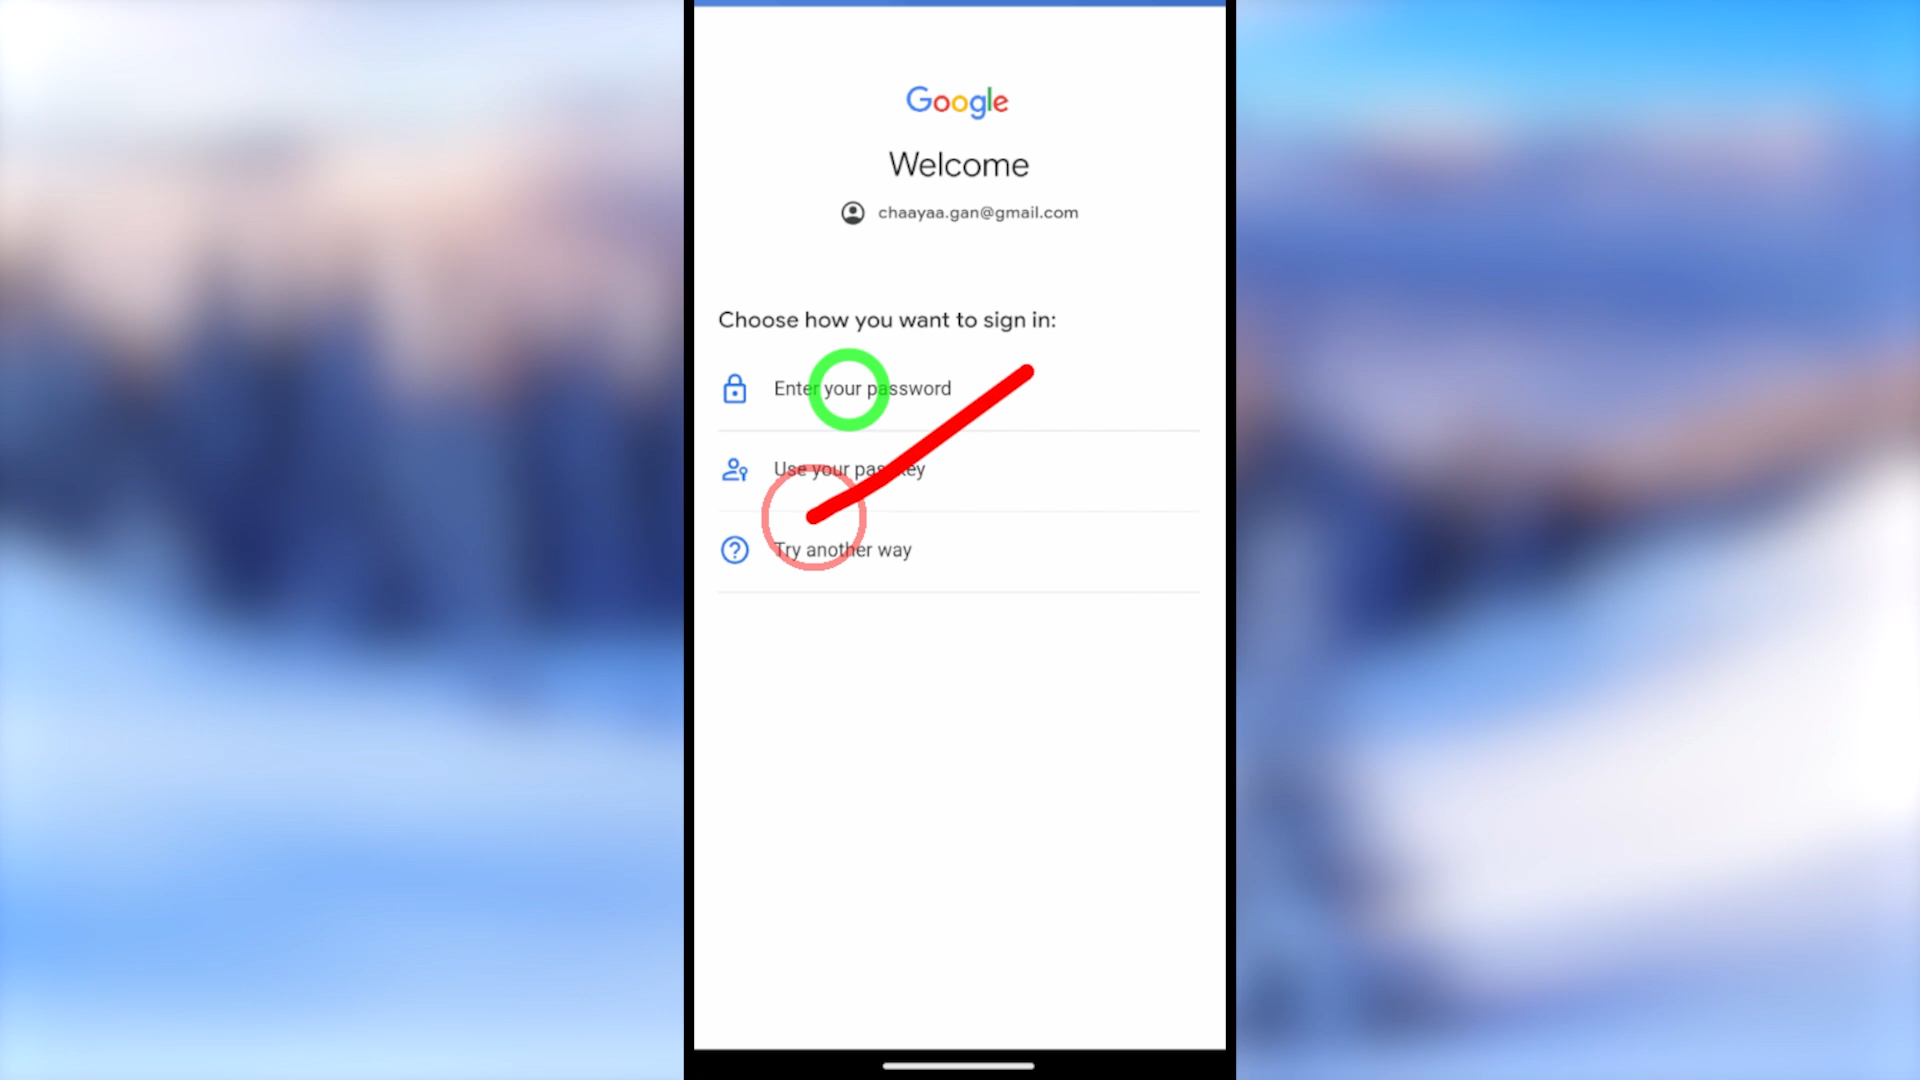 Google
Welcome
chaayaa.gan@gmail.com
Choose how you want to sign in:
Enter your password
Use your passkey
Try another way